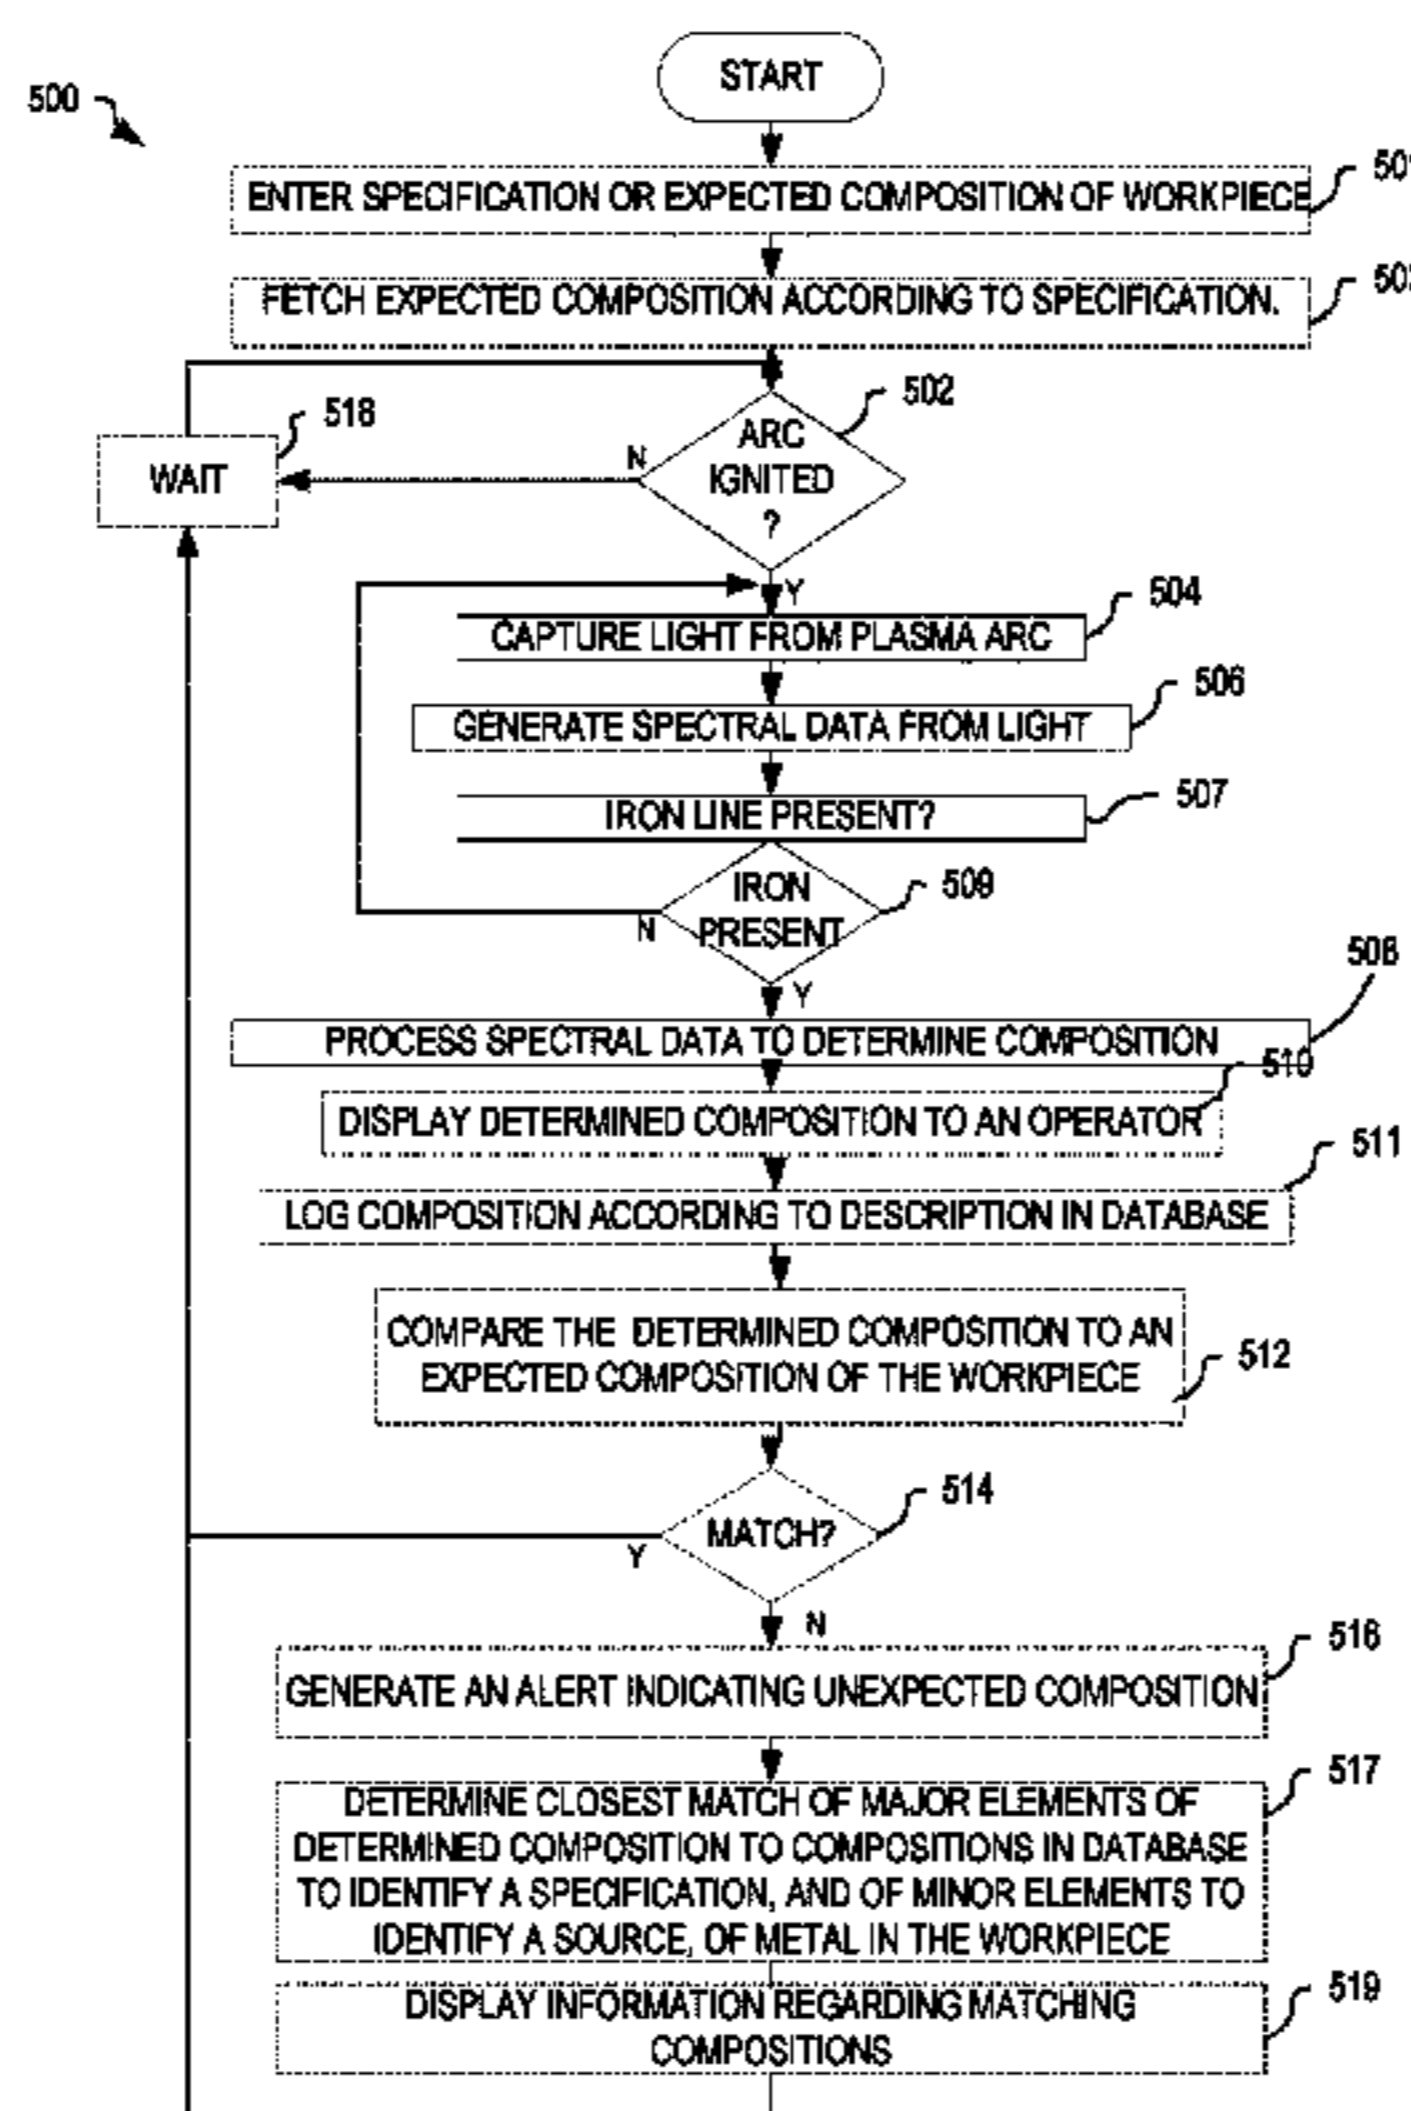 START
500
501
ENTER SPECIFICATION OR EXPECTED COMPOSITION OF WORKPIECE
FETCH EXPECTED COMPOSITION ACCORDING TO SPECIFICATION.
502
ARC
IGNITED
?
N
Y
518
WAIT
504
CAPTURE LIGHT FROM PLASMA ARC
506
GENERATE SPECTRAL DATA FROM LIGHT
507
IRON LINE PRESENT?
509
IRON
PRESENT
N
Y
508
PROCESS SPECTRAL DATA TO DETERMINE COMPOSITION
510
DISPLAY DETERMINED COMPOSITION TO AN OPERATOR
511
LOG COMPOSITION ACCORDING TO DESCRIPTION IN DATABASE
COMPARE THE DETERMINED COMPOSITION TO AN
EXPECTED COMPOSITION OF THE WORKPIECE
512
514
MATCH?
Y
N
516
GENERATE AN ALERT INDICATING UNEXPECTED COMPOSITION
517
DETERMINE CLOSEST MATCH OF MAJOR ELEMENTS OF
DETERMINED COMPOSITION TO COMPOSITIONS IN DATABASE
TO IDENTIFY A SPECIFICATION, AND OF MINOR ELEMENTS TO
IDENTIFY A SOURCE, OF METAL IN THE WORKPIECE
519
DISPLAY INFORMATION REGARDING MATCHING
COMPOSITIONS